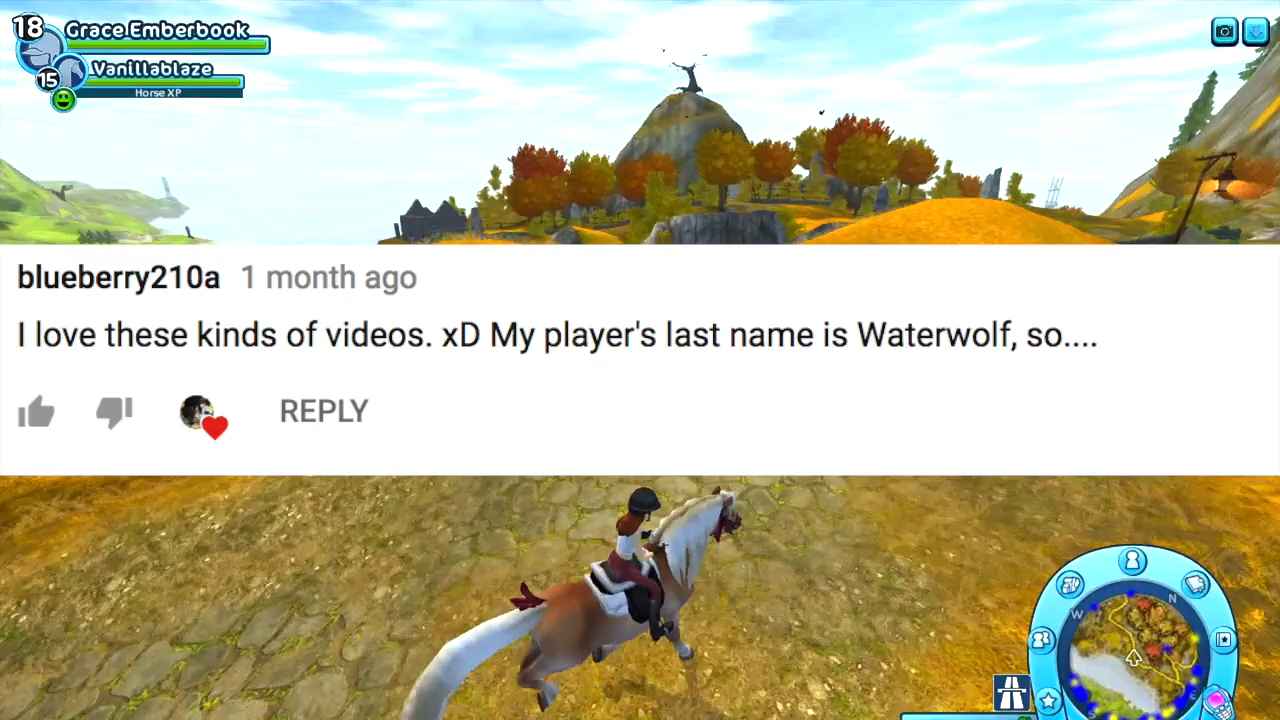 18 Grace Emberbook
15 Vanillablaze
Horse XP
blueberry210a 1 month ago
I love these kinds of videos. xD My player's last name is Waterwolf, so....
REPLY
N
W
E